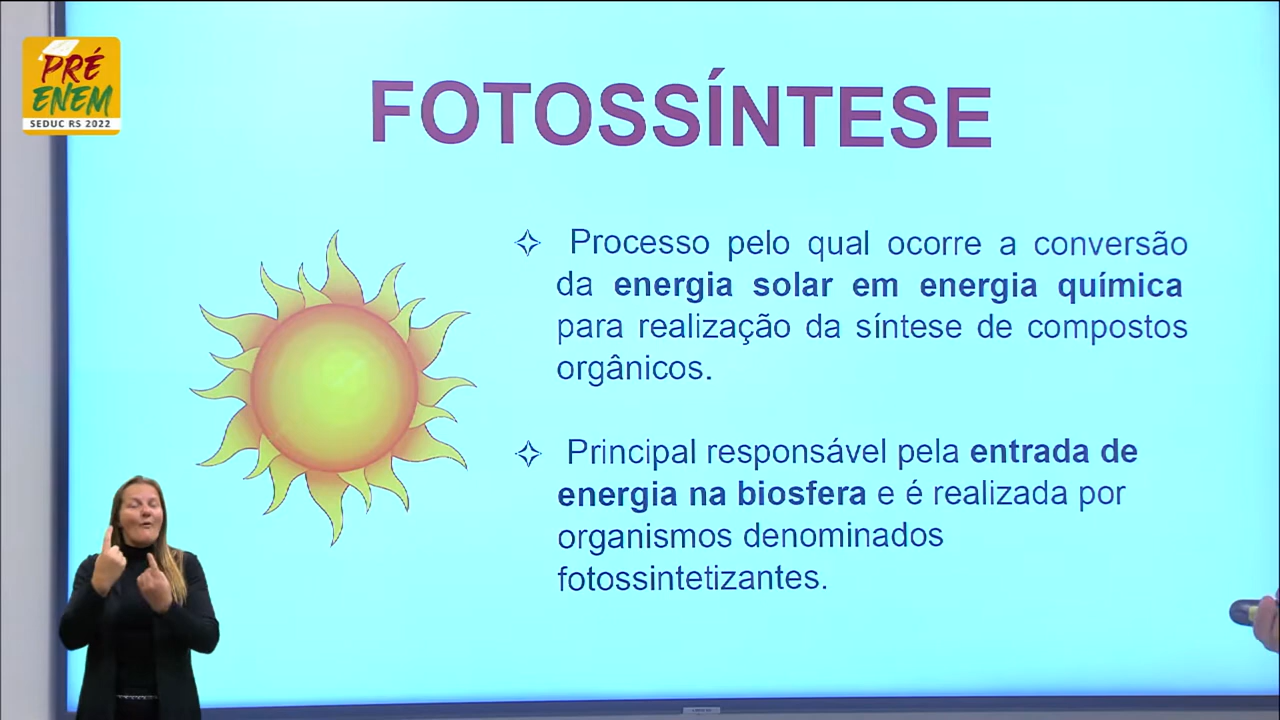 PRÉ
ENEM
SEDUC RS 2022
FOTOSSÍNTESE
✧ Processo pelo qual ocorre a conversão
da energia solar em energia química
para realização da síntese de compostos
orgânicos.
✧ Principal responsável pela entrada de
energia na biosfera e é realizada por
organismos denominados
fotossintetizantes.